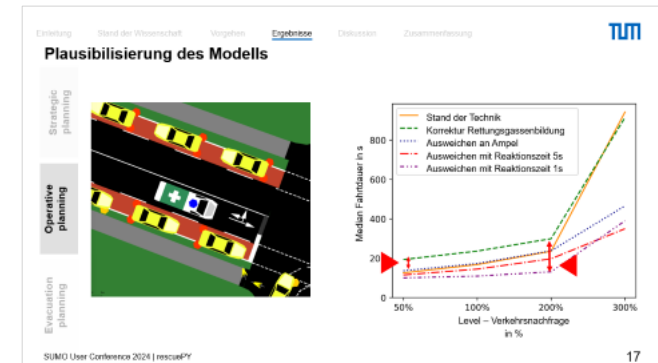 Einleitung Stand der Wissenschaft Vorgehen Ergebnisse Diskussion Zusammenfassung
TUM
Plausibilisierung des Modells
Strategic
planning
Operative
planning
Evacuation
planning
Stand der Technik
Korrektur Rettungsgassenbildung
Ausweichen an Ampel
Ausweichen mit Reaktionszeit 5s
Ausweichen mit Reaktionszeit 1s
Median Fahrtdauer in s
800
600
400
20
0
50% 100% 200% 300%
Level – Verkehrsnachfrage
in %
SUMO User Conference 2024 | rescuePY
17